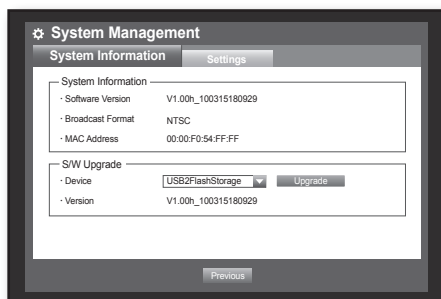 System Management
System Information Settings
System Information
· Software Version V1.00h_100315180929
· Broadcast Format NTSC
· MAC Address 00:00:F0:54:FF:FF
S/W Upgrade
· Device USB2FlashStorage Upgrade
· Version V1.00h_100315180929
Previous